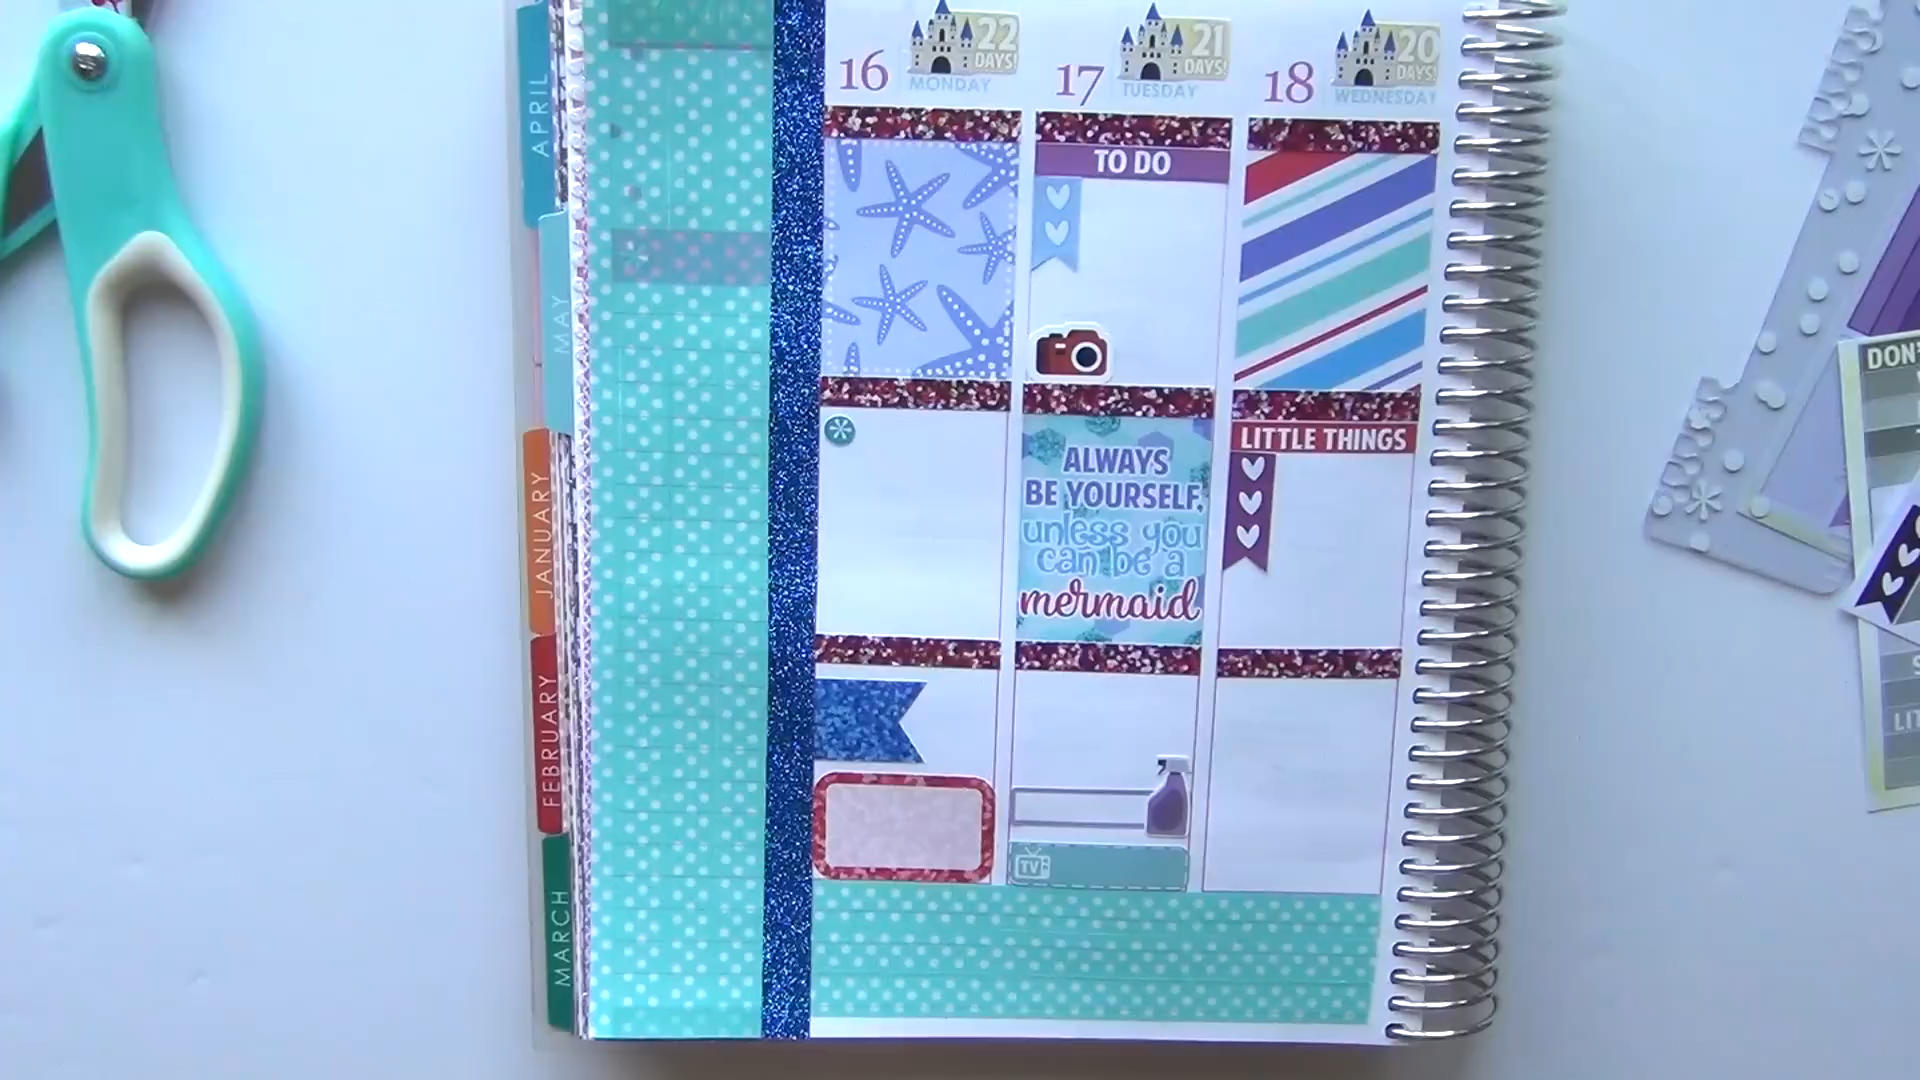 22
DAYS!
16
MONDAY
21
DAYS!
17
TUESDAY
20
DAYS!
18
WEDNESDAY
TO DO
ALWAYS
BE YOURSELF,
unless you
can be a
mermaid
LITTLE THINGS
TV
APRIL
MAY
JANUARY
FEBRUARY
MARCH